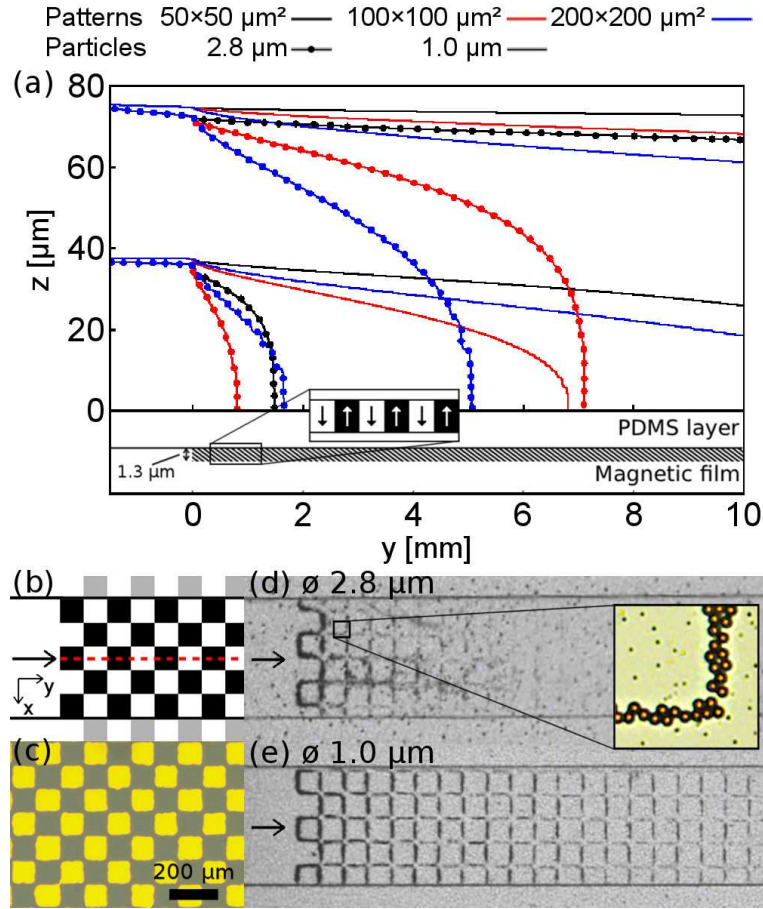 Patterns 50×50 µm² 100×100 µm² 200×200 µm²
Particles 2.8 µm 1.0 µm
(a)
80
60
40
20
0
z [µm]
PDMS layer
1.3 µm
Magnetic film
0 2 4 6 8 10
y [mm]
(b) (d) ø 2.8 µm
y
x
(c) (e) ø 1.0 µm
200 µm